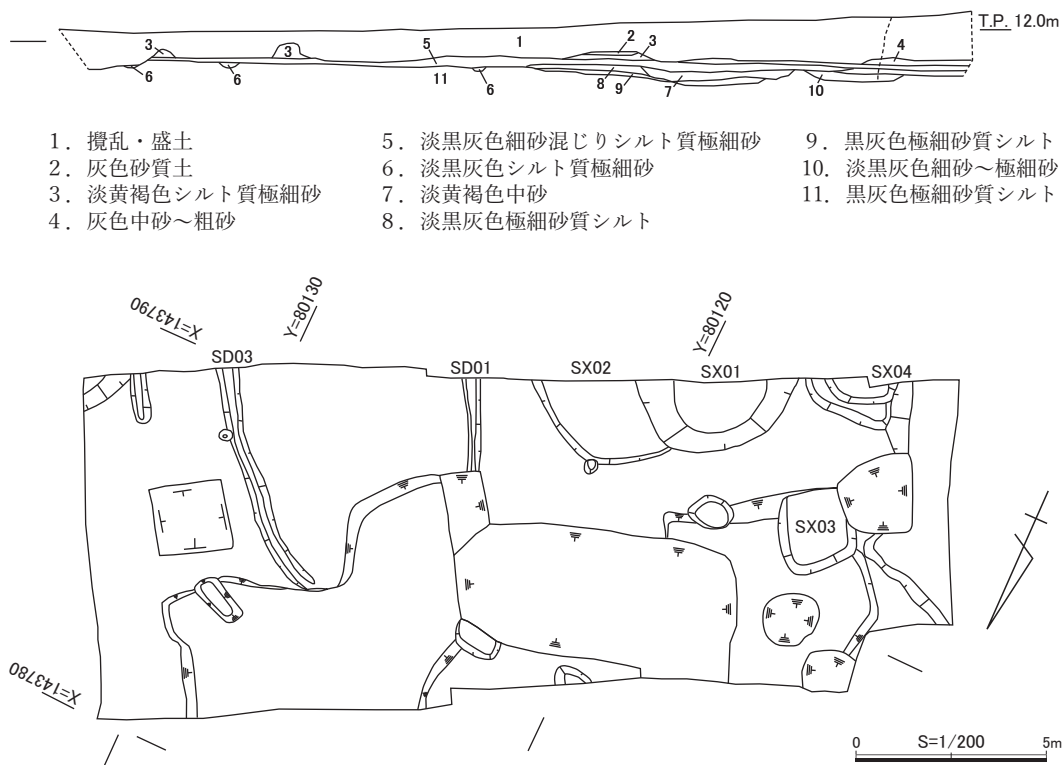 T.P. 12.0m
3 3 5 1 2 3 4
6 6 11 6 8 9 7 10
1．攪乱・盛土
2．灰色砂質土
3．淡黄褐色シルト質極細砂
4．灰色中砂～粗砂
5．淡黒灰色細砂混じりシルト質極細砂
6．淡黒灰色シルト質極細砂
7．淡黄褐色中砂
8．淡黒灰色極細砂質シルト
9．黒灰色極細砂質シルト
10．淡黒灰色細砂～極細砂
11．黒灰色極細砂質シルト
X=143790
Y=80130
Y=80120
SD03
SD01
SX02
SX01
SX04
SX03
X=143780
0 S=1/200 5m